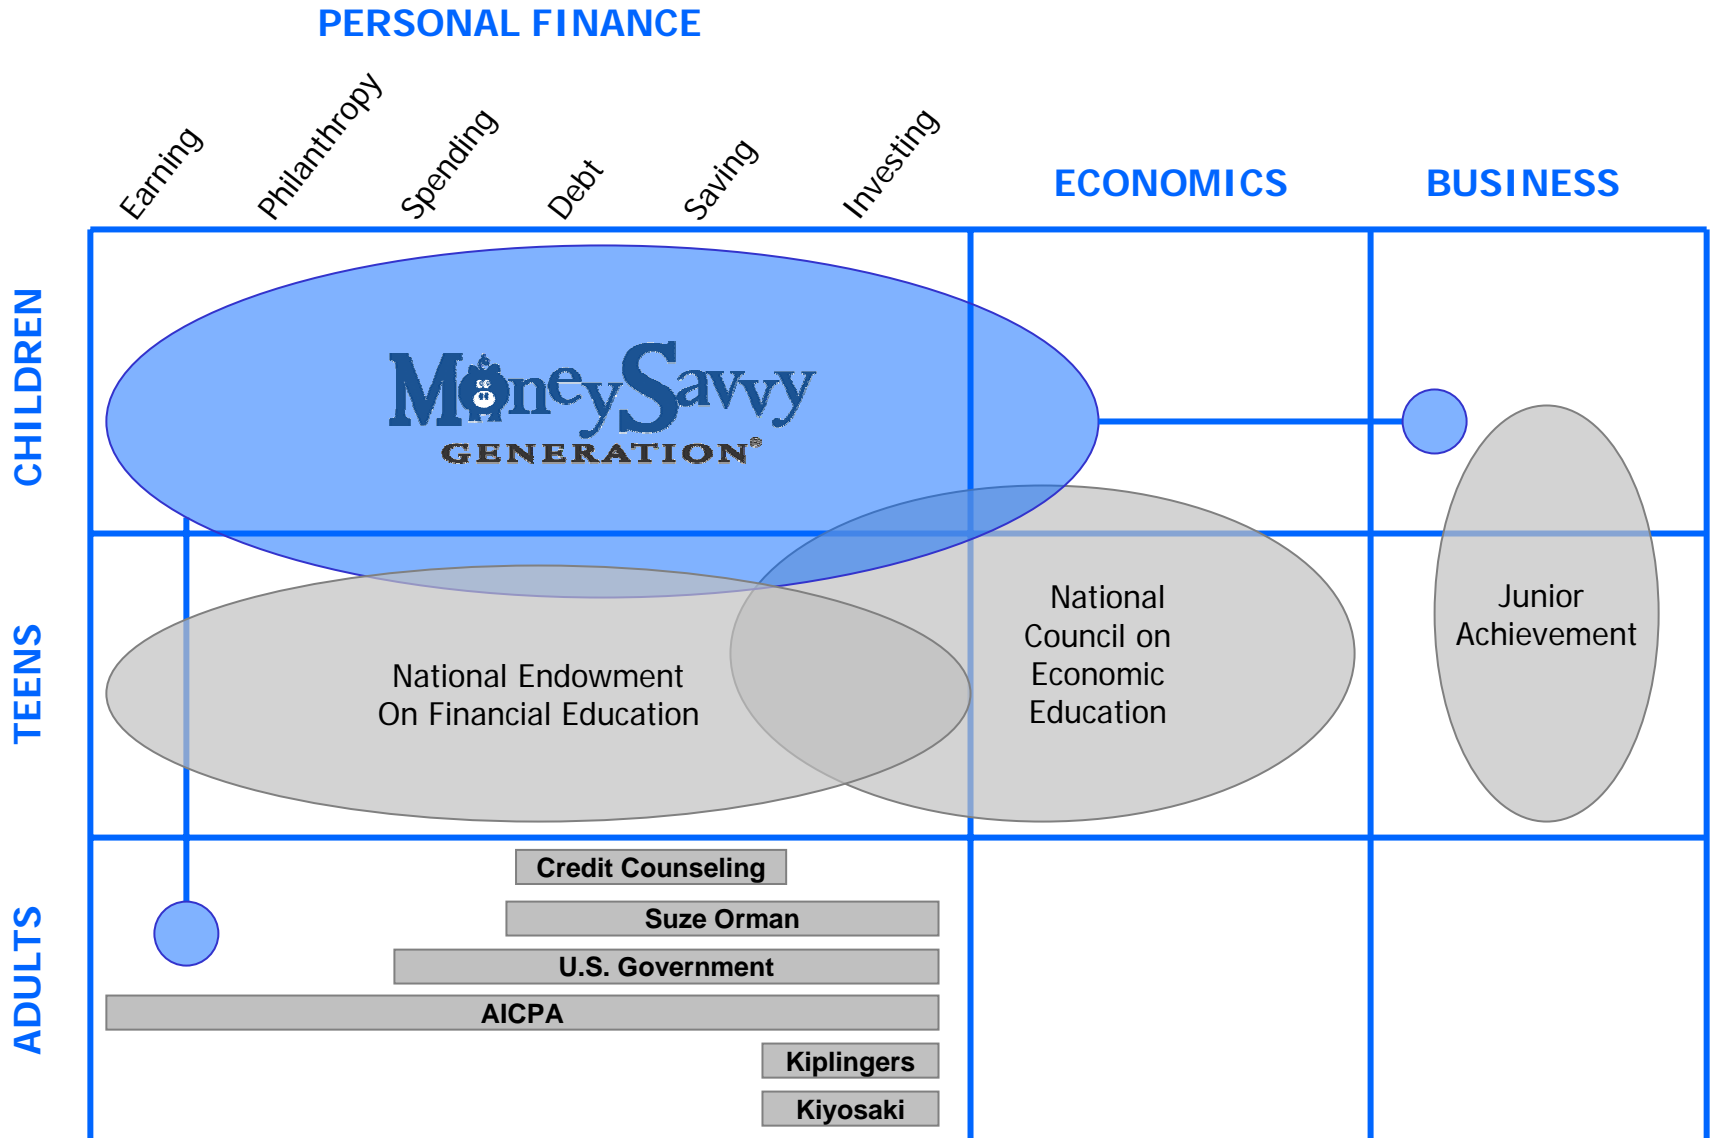 PERSONAL FINANCE
Earning
Philanthropy
Spending
Debt
Saving
Investing
ECONOMICS
BUSINESS
CHILDREN
MoneySavvy
GENERATION®
TEENS
National Endowment
On Financial Education
National
Council on
Economic
Education
Junior
Achievement
ADULTS
Credit Counseling
Suze Orman
U.S. Government
AICPA
Kiplingers
Kiyosaki